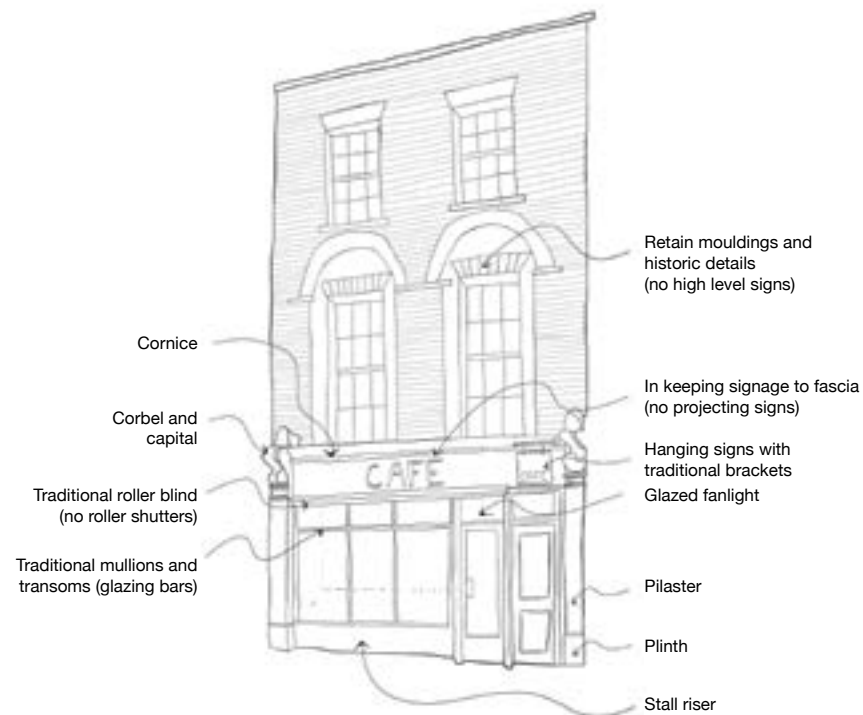 Retain mouldings and
historic details
(no high level signs)
Cornice
In keeping signage to fascia
(no projecting signs)
Corbel and
capital
Hanging signs with
traditional brackets
CAFE
Traditional roller blind
(no roller shutters)
Glazed fanlight
Traditional mullions and
transoms (glazing bars)
Pilaster
Plinth
Stall riser